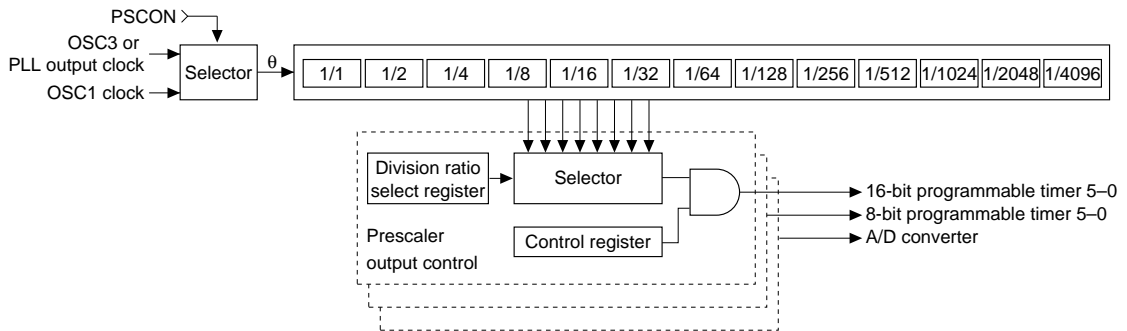 PSCON
OSC3 or
PLL output clock
OSC1 clock
Selector
θ
1/1 1/2 1/4 1/8 1/16 1/32 1/64 1/128 1/256 1/512 1/1024 1/2048 1/4096
Division ratio
select register
Selector
Control register
Prescaler
output control
16-bit programmable timer 5–0
8-bit programmable timer 5–0
A/D converter